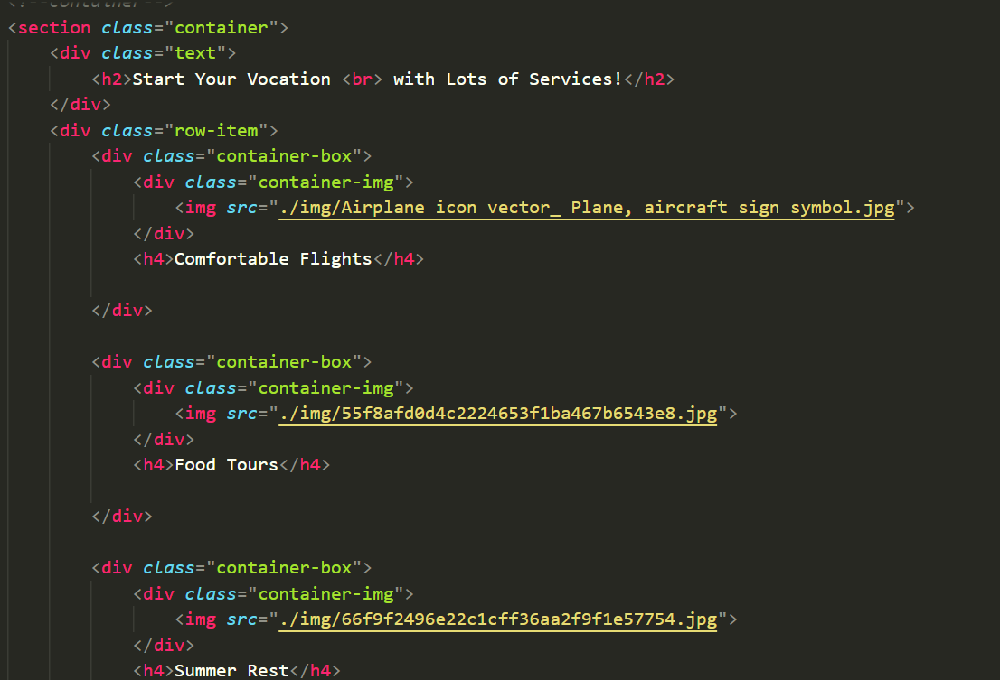 <!--container-->
<section class="container">
<div class="text">
<h2>Start Your Vocation <br> with Lots of Services!</h2>
</div>
<div class="row-item">
<div class="container-box">
<div class="container-img">
<img src="./img/Airplane icon vector_ Plane, aircraft sign symbol.jpg">
</div>
<h4>Comfortable Flights</h4>
</div>
<div class="container-box">
<div class="container-img">
<img src="./img/55f8afd0d4c2224653f1ba467b6543e8.jpg">
</div>
<h4>Food Tours</h4>
</div>
<div class="container-box">
<div class="container-img">
<img src="./img/66f9f2496e22c1cff36aa2f9f1e57754.jpg">
</div>
<h4>Summer Rest</h4>